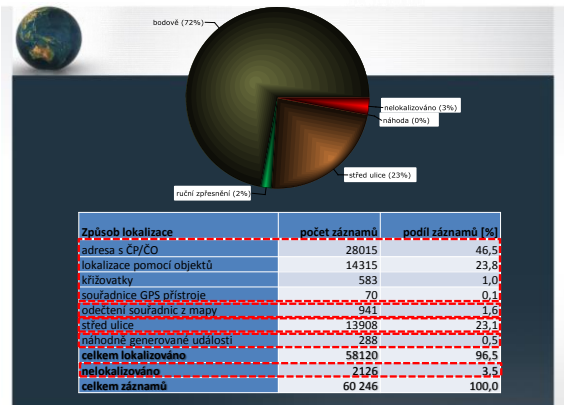 bodově (72%)
nelokalizováno (3%)
náhoda (0%)
střed ulice (23%)
ruční zpřesnění (2%)
Způsob lokalizace počet záznamů podíl záznamů [%]
adresa s ČP/ČO 28015 46,5
lokalizace pomocí objektů 14315 23,8
křižovatky 583 1,0
souřadnice GPS přístroje 70 0,1
odečtení souřadnic z mapy 941 1,6
střed ulice 13908 23,1
náhodně generované události 288 0,5
celkem lokalizováno 58120 96,5
nelokalizováno 2126 3,5
celkem záznamů 60 246 100,0